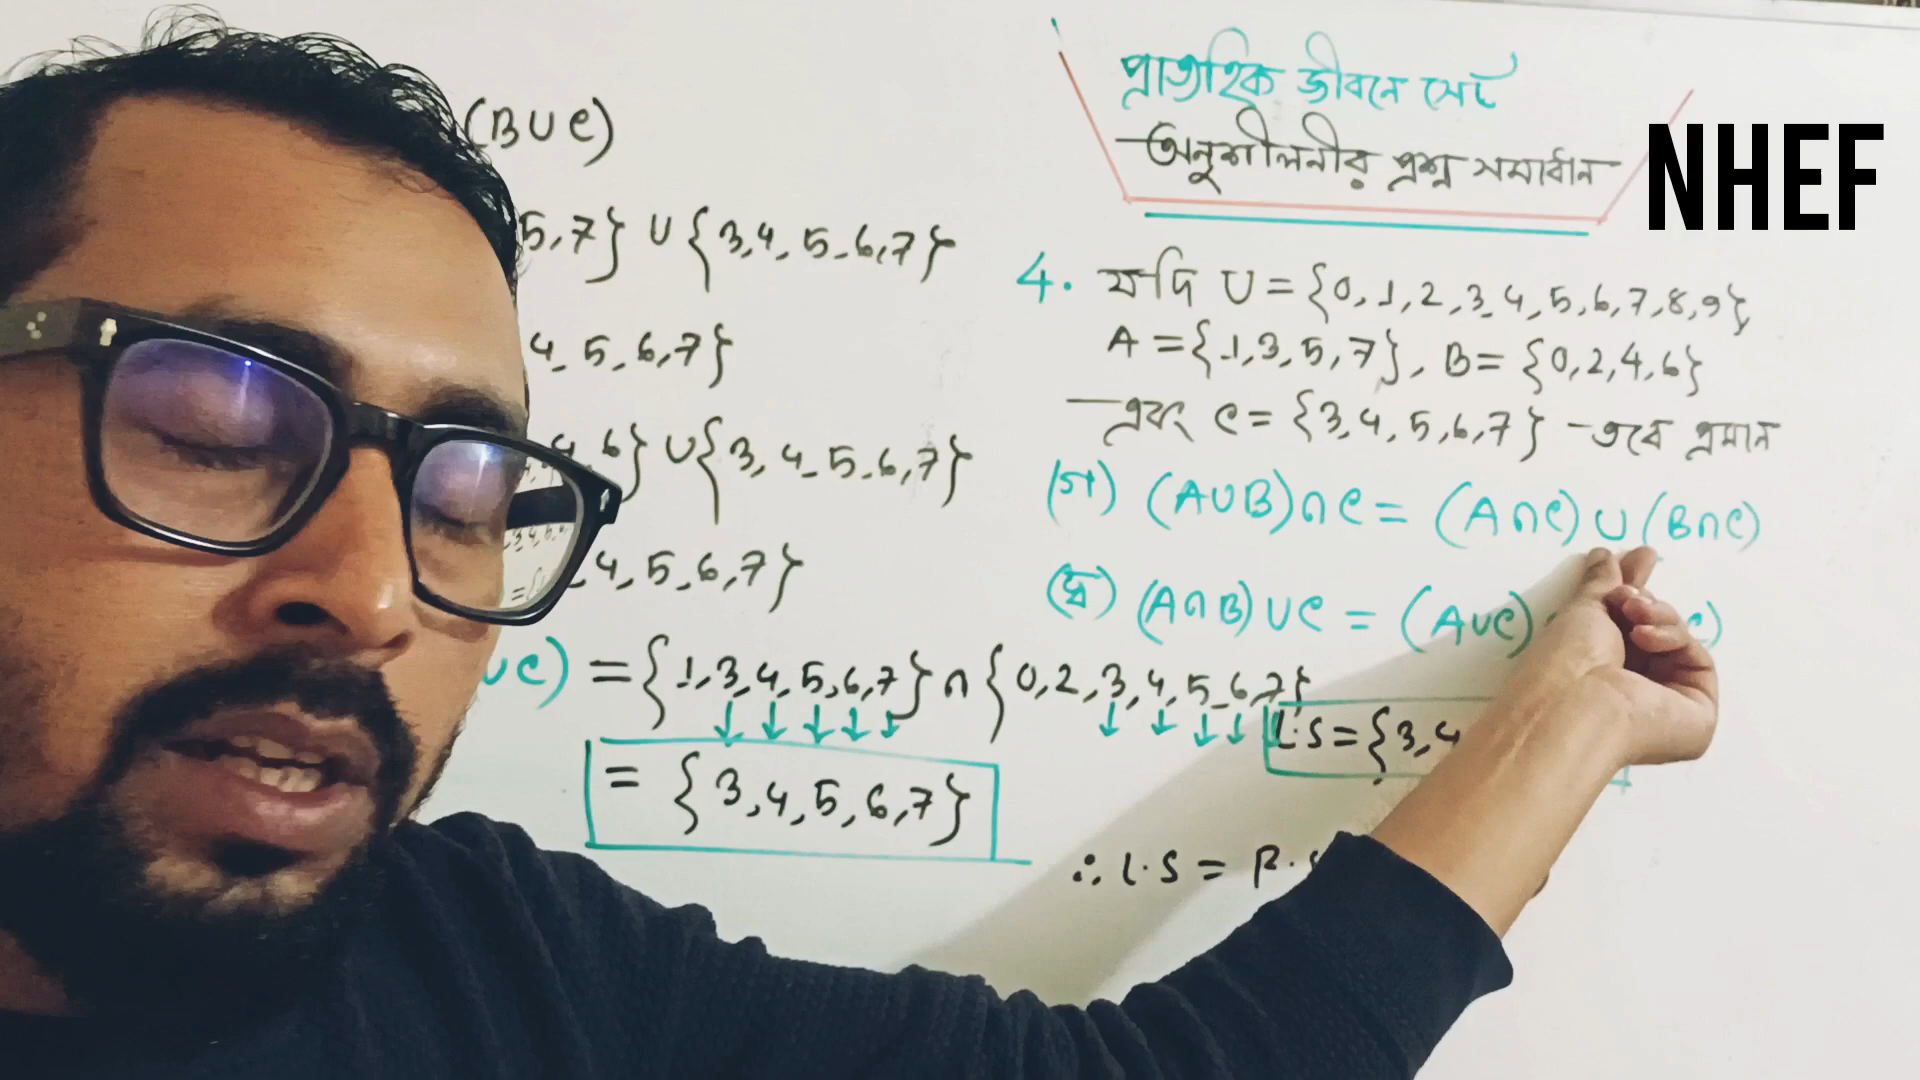 প্রাত্যহিক জীবনে সেট
অনুশীলনীর প্রশ্ন সমাধান
NHEF
4. যদি U = {0, 1, 2, 3, 4, 5, 6, 7, 8, 9},
A = {1, 3, 5, 7}, B = {0, 2, 4, 6}
এবং C = {3, 4, 5, 6, 7} তবে প্রমান
(গ) (A∪B)∩C = (A∩C)∪(B∩C)
(ঘ) (A∩B)∪C = (A∪C) C)
L.S = {3, 4
∴ L.S = R.S
(B∪C)
5, 7} ∪ {3, 4, 5, 6, 7}
4, 5, 6, 7}
4, 6} ∪ {3, 4, 5, 6, 7}
4, 5, 6, 7}
∪C) = {1, 3, 4, 5, 6, 7} ∩ {0, 2, 3, 4, 5, 6, 7}
= {3, 4, 5, 6, 7}